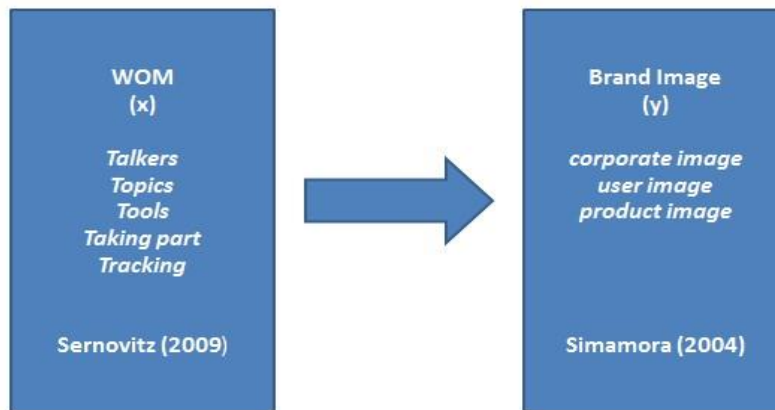 WOM
(x)
Talkers
Topics
Tools
Taking part
Tracking
Sernovitz (2009)
Brand Image
(y)
corporate image
user image
product image
Simamora (2004)